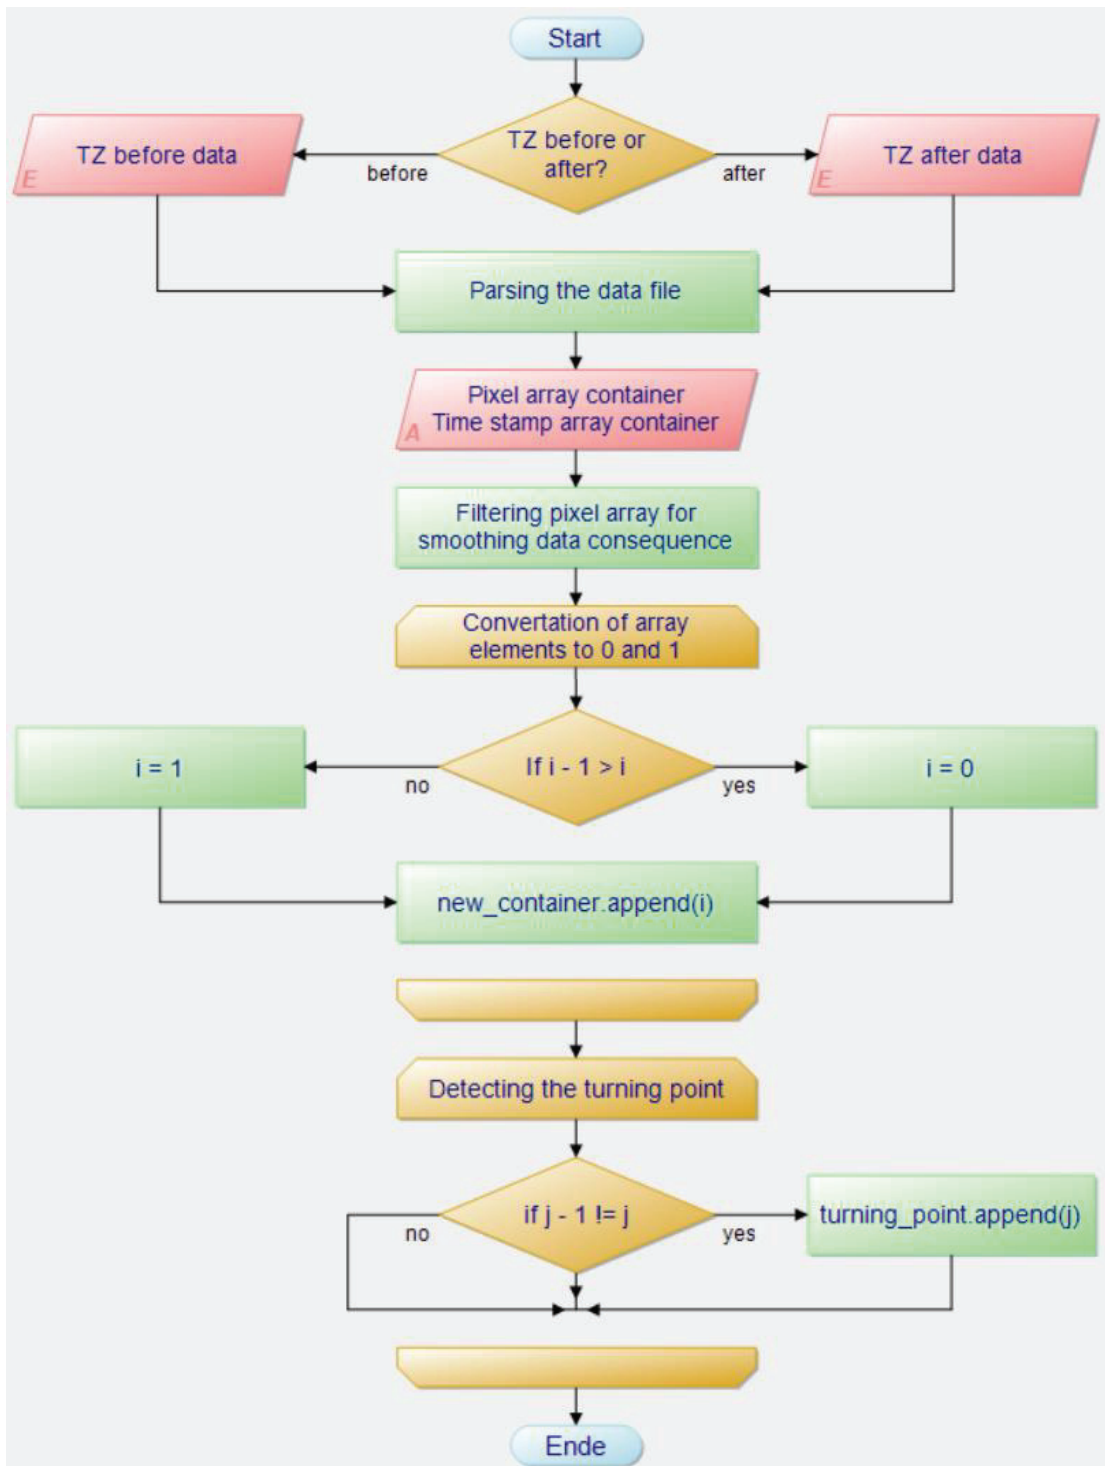 Start
TZ before or
after?
before
after
TZ before data
E
TZ after data
E
Parsing the data file
Pixel array container
Time stamp array container
A
Filtering pixel array for
smoothing data consequence
Convertation of array
elements to 0 and 1
If i - 1 > i
no
yes
i = 1
i = 0
new_container.append(i)
Detecting the turning point
if j - 1 != j
no
yes
turning_point.append(j)
Ende